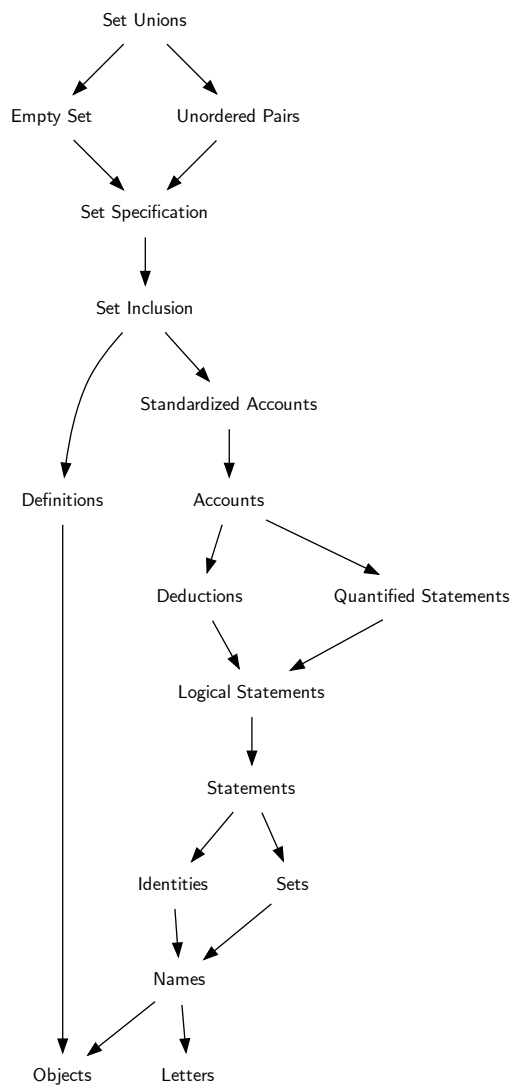 Set Unions
Empty Set
Unordered Pairs
Set Specification
Set Inclusion
Standardized Accounts
Definitions
Accounts
Deductions
Quantified Statements
Logical Statements
Statements
Identities
Sets
Names
Objects
Letters